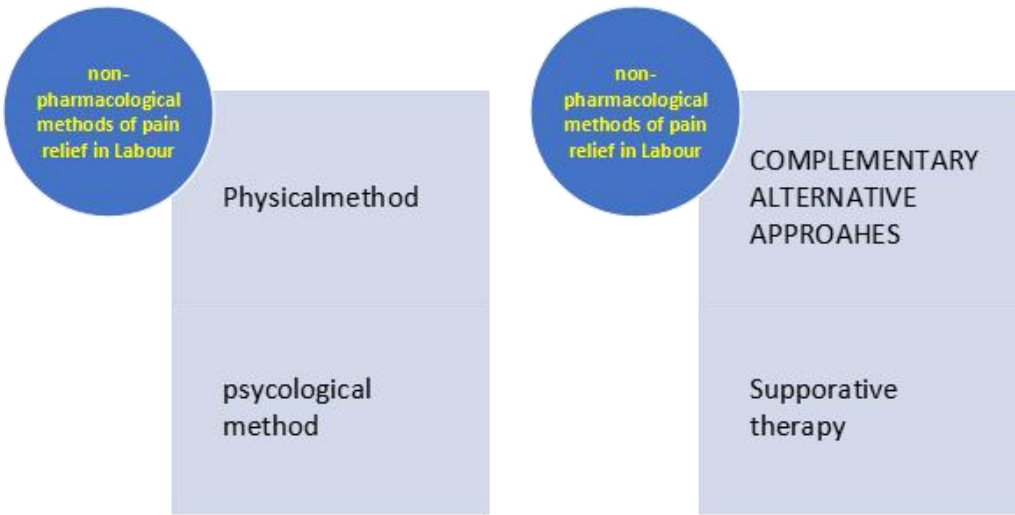 non-
pharmacological
methods of pain
relief in Labour
Physicalmethod
psycological
method
non-
pharmacological
methods of pain
relief in Labour
COMPLEMENTARY
ALTERNATIVE
APPROAHES
Supporative
therapy